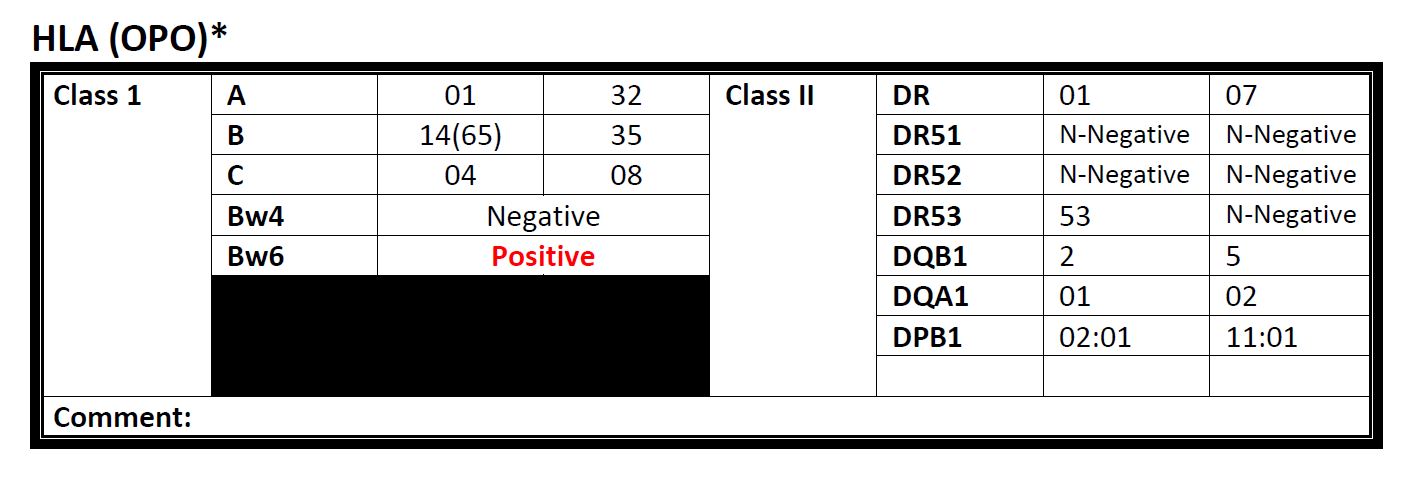 HLA (OPO)*
Class 1 A 01 32 Class II DR 01 07
B 14(65) 35 DR51 N-Negative N-Negative
C 04 08 DR52 N-Negative N-Negative
Bw4 Negative DR53 53 N-Negative
Bw6 Positive DQB1 2 5
DQA1 01 02
DPB1 02:01 11:01
Comment: